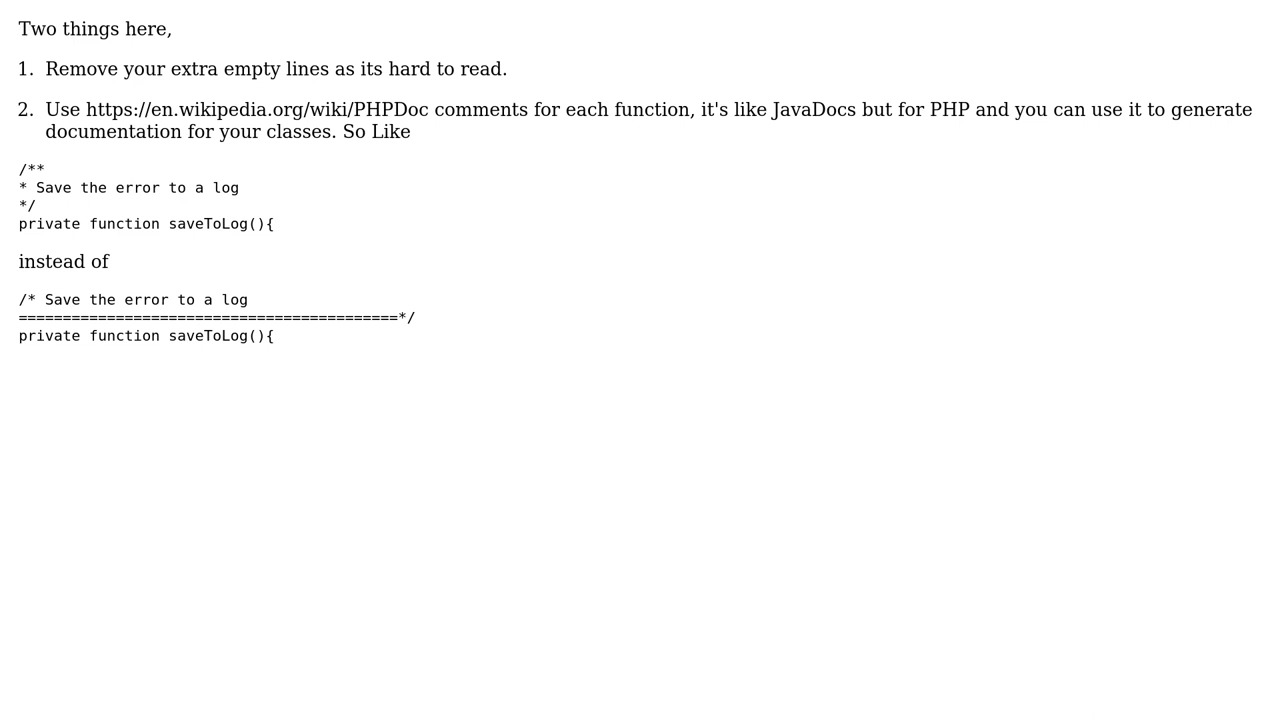 Two things here,
1. Remove your extra empty lines as its hard to read.
2. Use https://en.wikipedia.org/wiki/PHPDoc comments for each function, it's like JavaDocs but for PHP and you can use it to generate
documentation for your classes. So Like
/**
* Save the error to a log
*/
private function saveToLog(){
instead of
/* Save the error to a log
===========================================*/
private function saveToLog(){